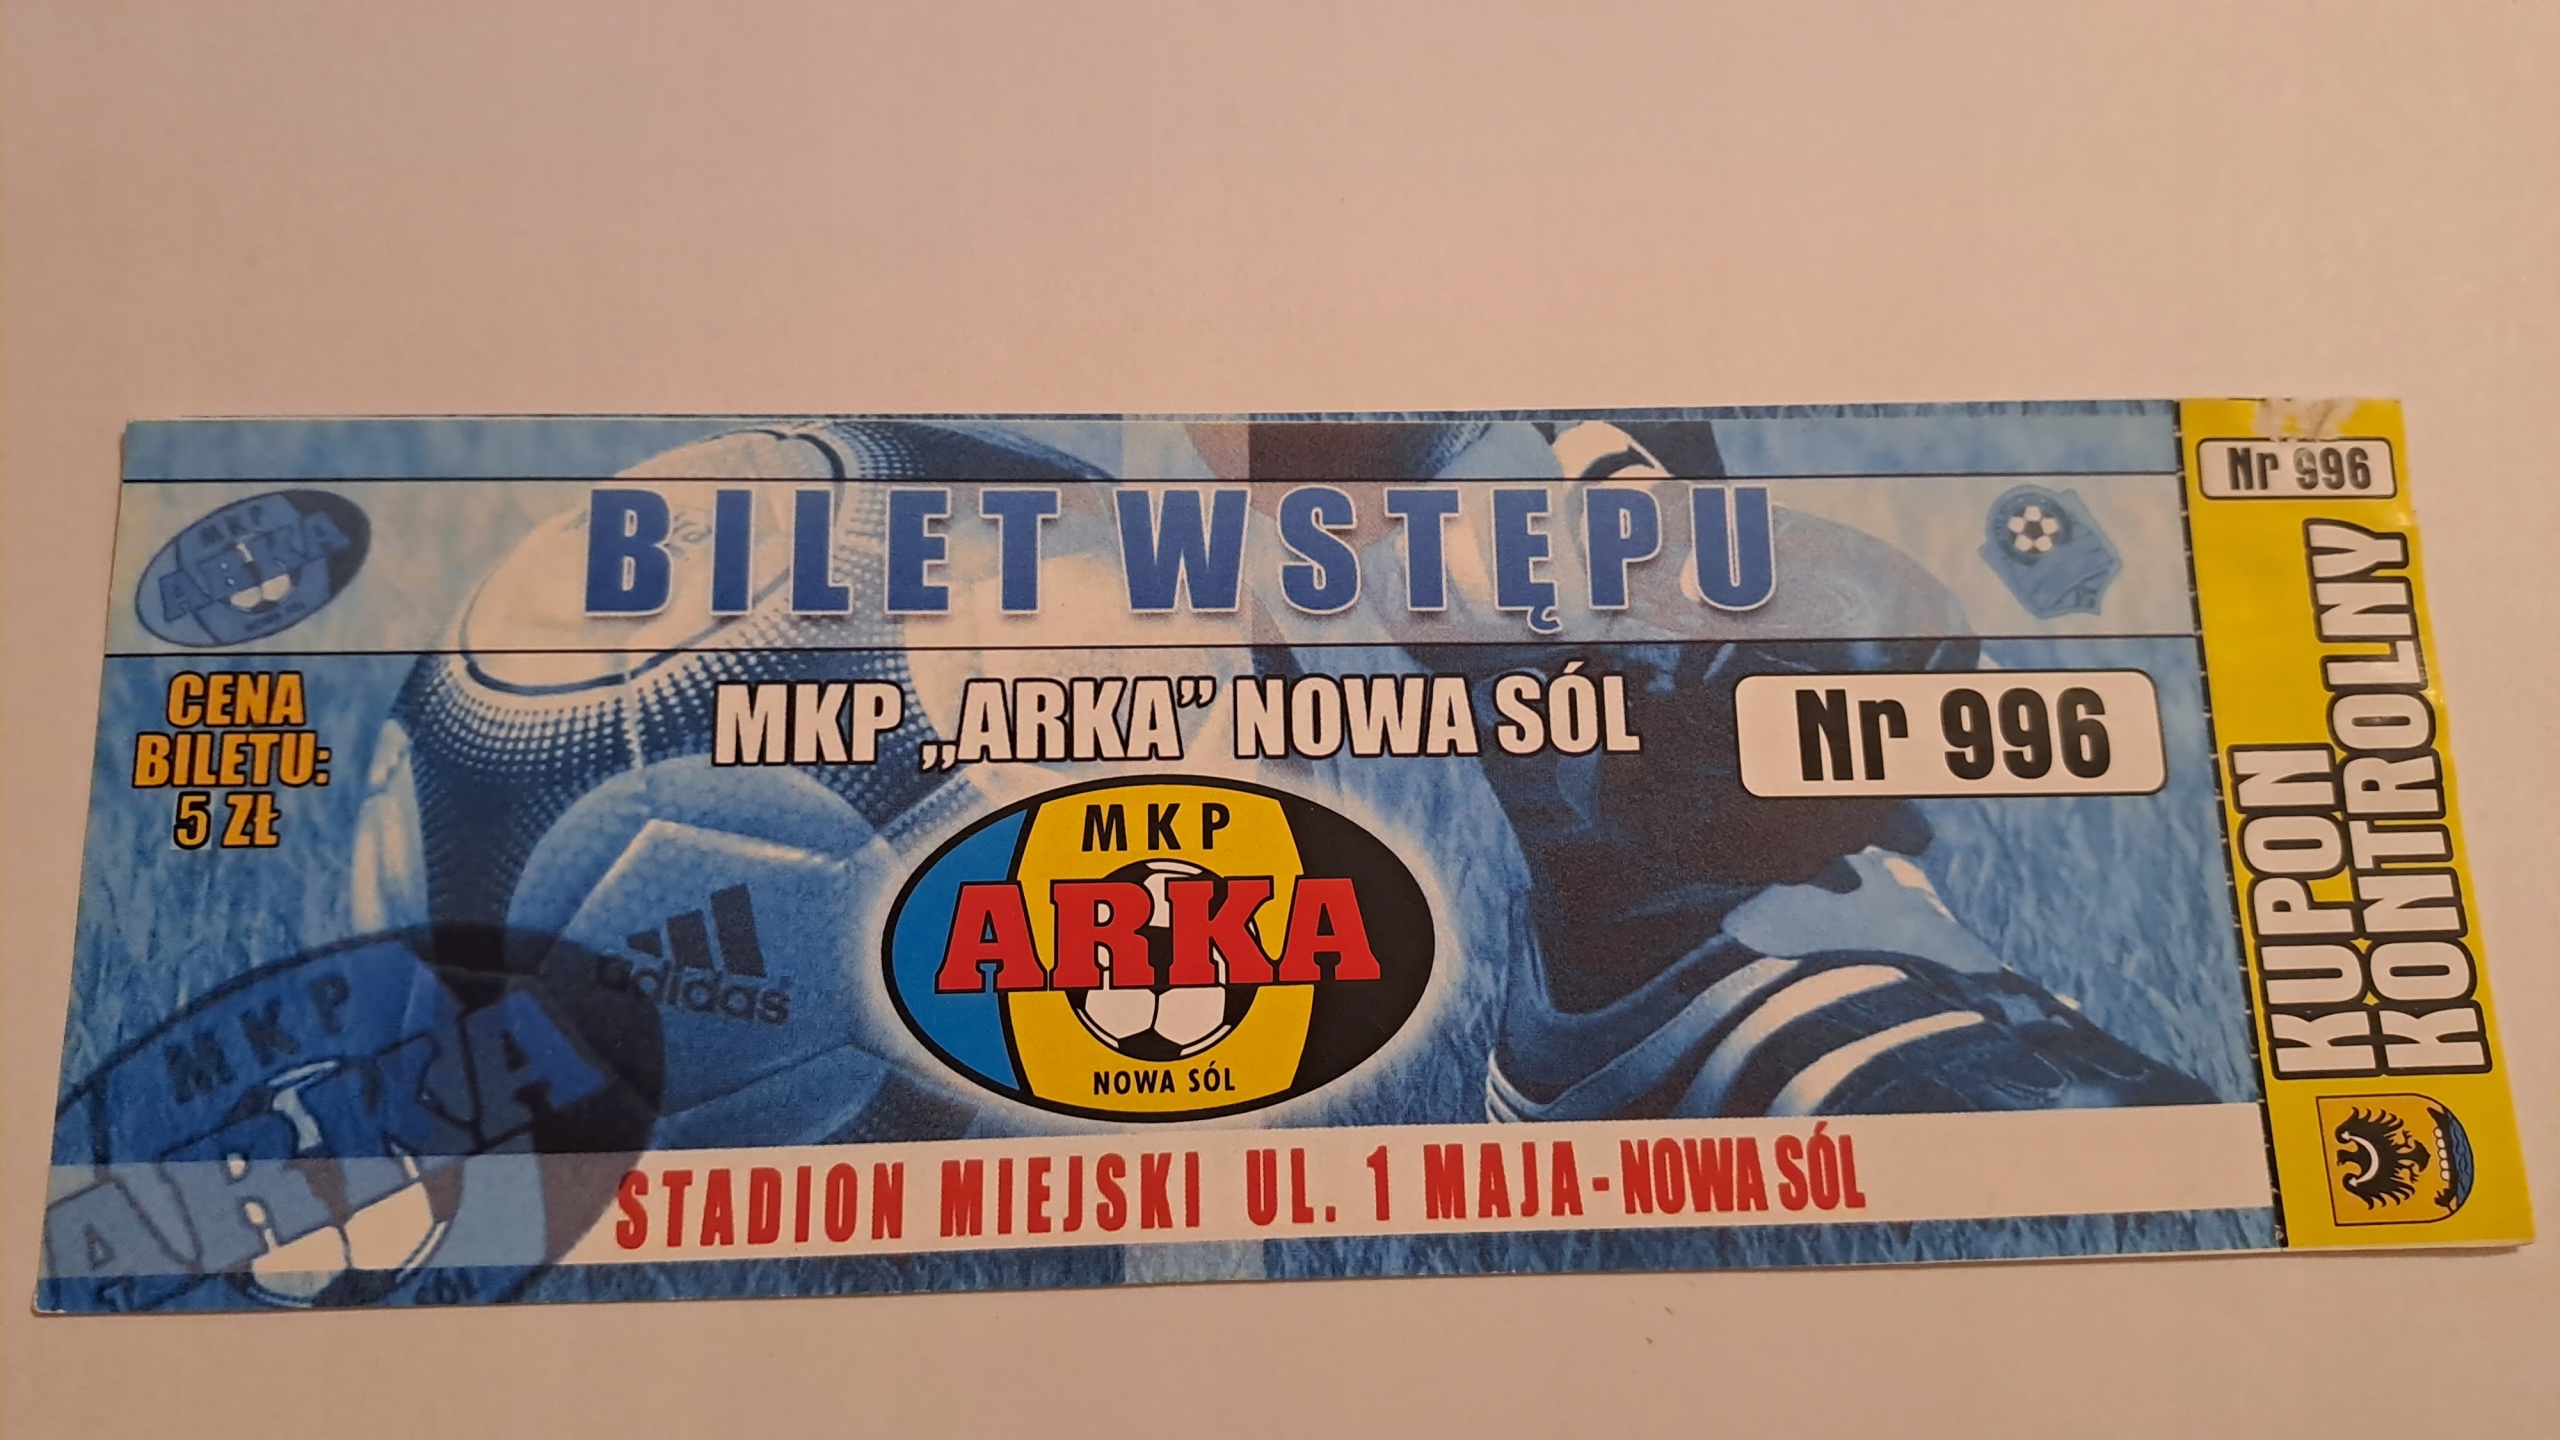 BILET WSTĘPU
MKP
ARKA
CENA
BILETU:
5 ZŁ
MKP „ARKA” NOWA SÓL
Nr 996
MKP
ARKA
NOWA SÓL
adidas
MKP
ARKA
STADION MIEJSKI UL. 1 MAJA-NOWA SÓL
Nr 996
KUPON
KONTROLNY